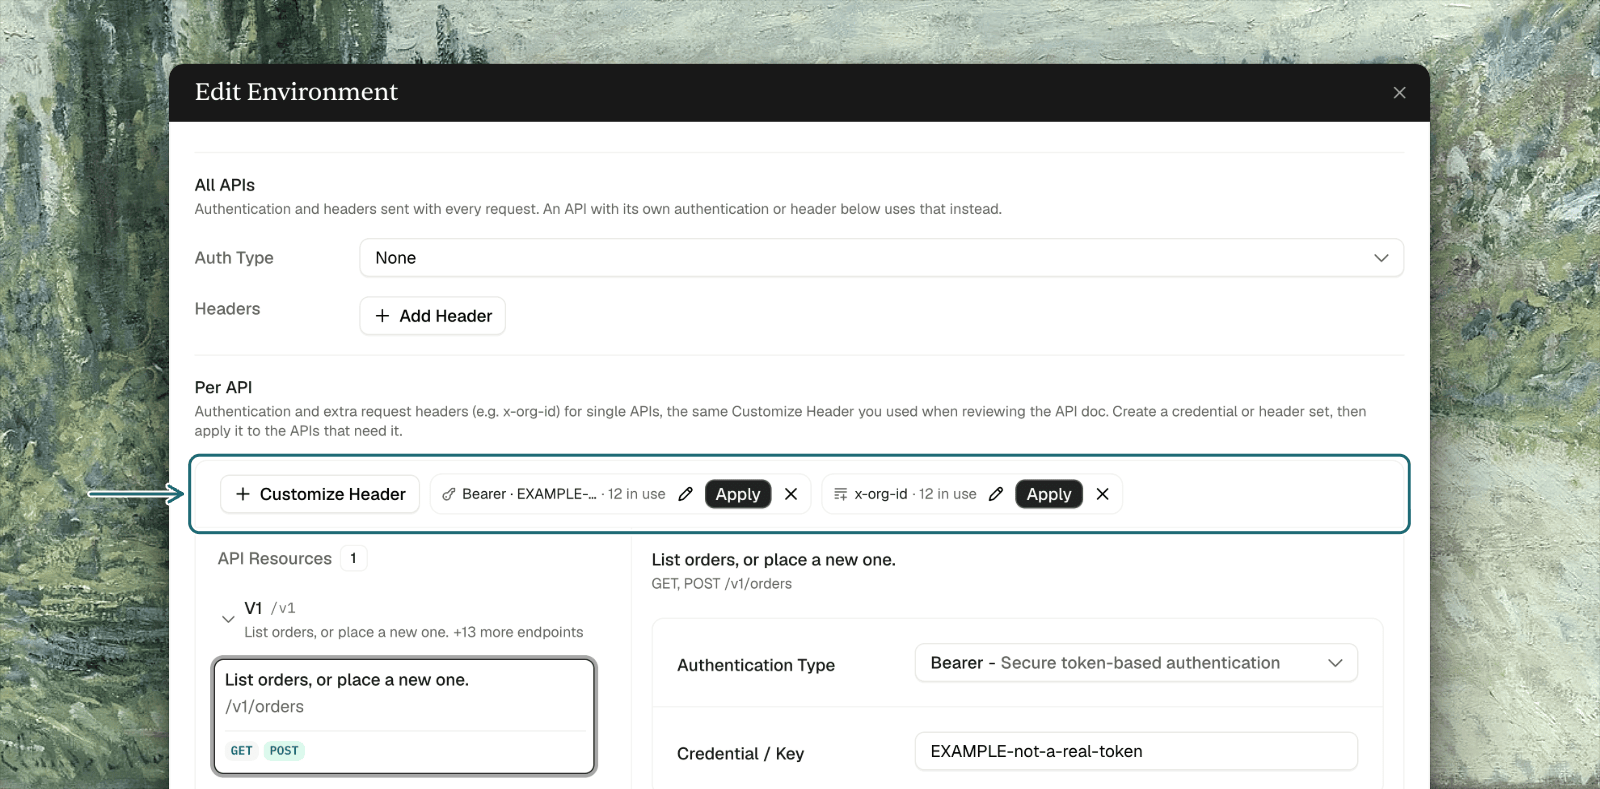 Edit Environment
All APIs
Authentication and headers sent with every request. An API with its own authentication or header below uses that instead.
Auth Type
None
Headers
+ Add Header
Per API
Authentication and extra request headers (e.g. x-org-id) for single APIs, the same Customize Header you used when reviewing the API doc. Create a credential or header set, then
apply it to the APIs that need it.
+ Customize Header
Bearer · EXAMPLE-... · 12 in use
Apply
x-org-id · 12 in use
Apply
API Resources 1
V1 /v1
List orders, or place a new one. +13 more endpoints
List orders, or place a new one.
/v1/orders
GET POST
List orders, or place a new one.
GET, POST /v1/orders
Authentication Type
Bearer - Secure token-based authentication
Credential / Key
EXAMPLE-not-a-real-token